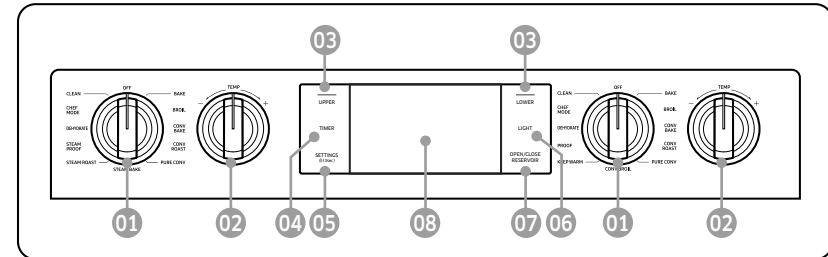 03
03
OFF
CLEAN
BAKE
CHEF
MODE
BROIL
DEHYDRATE
CONV
BAKE
STEAM
PROOF
CONV
ROAST
STEAM ROAST
PURE CONV
STEAM BAKE
TEMP
−
+
UPPER
TIMER
SETTINGS
LOWER
LIGHT
OPEN/CLOSE
RESERVOIR
OFF
CLEAN
BAKE
CHEF
MODE
BROIL
DEHYDRATE
CONV
BAKE
PROOF
CONV
ROAST
KEEP WARM
PURE CONV
CONV BROIL
TEMP
−
+
01
02
04
05
08
07
06
01
02